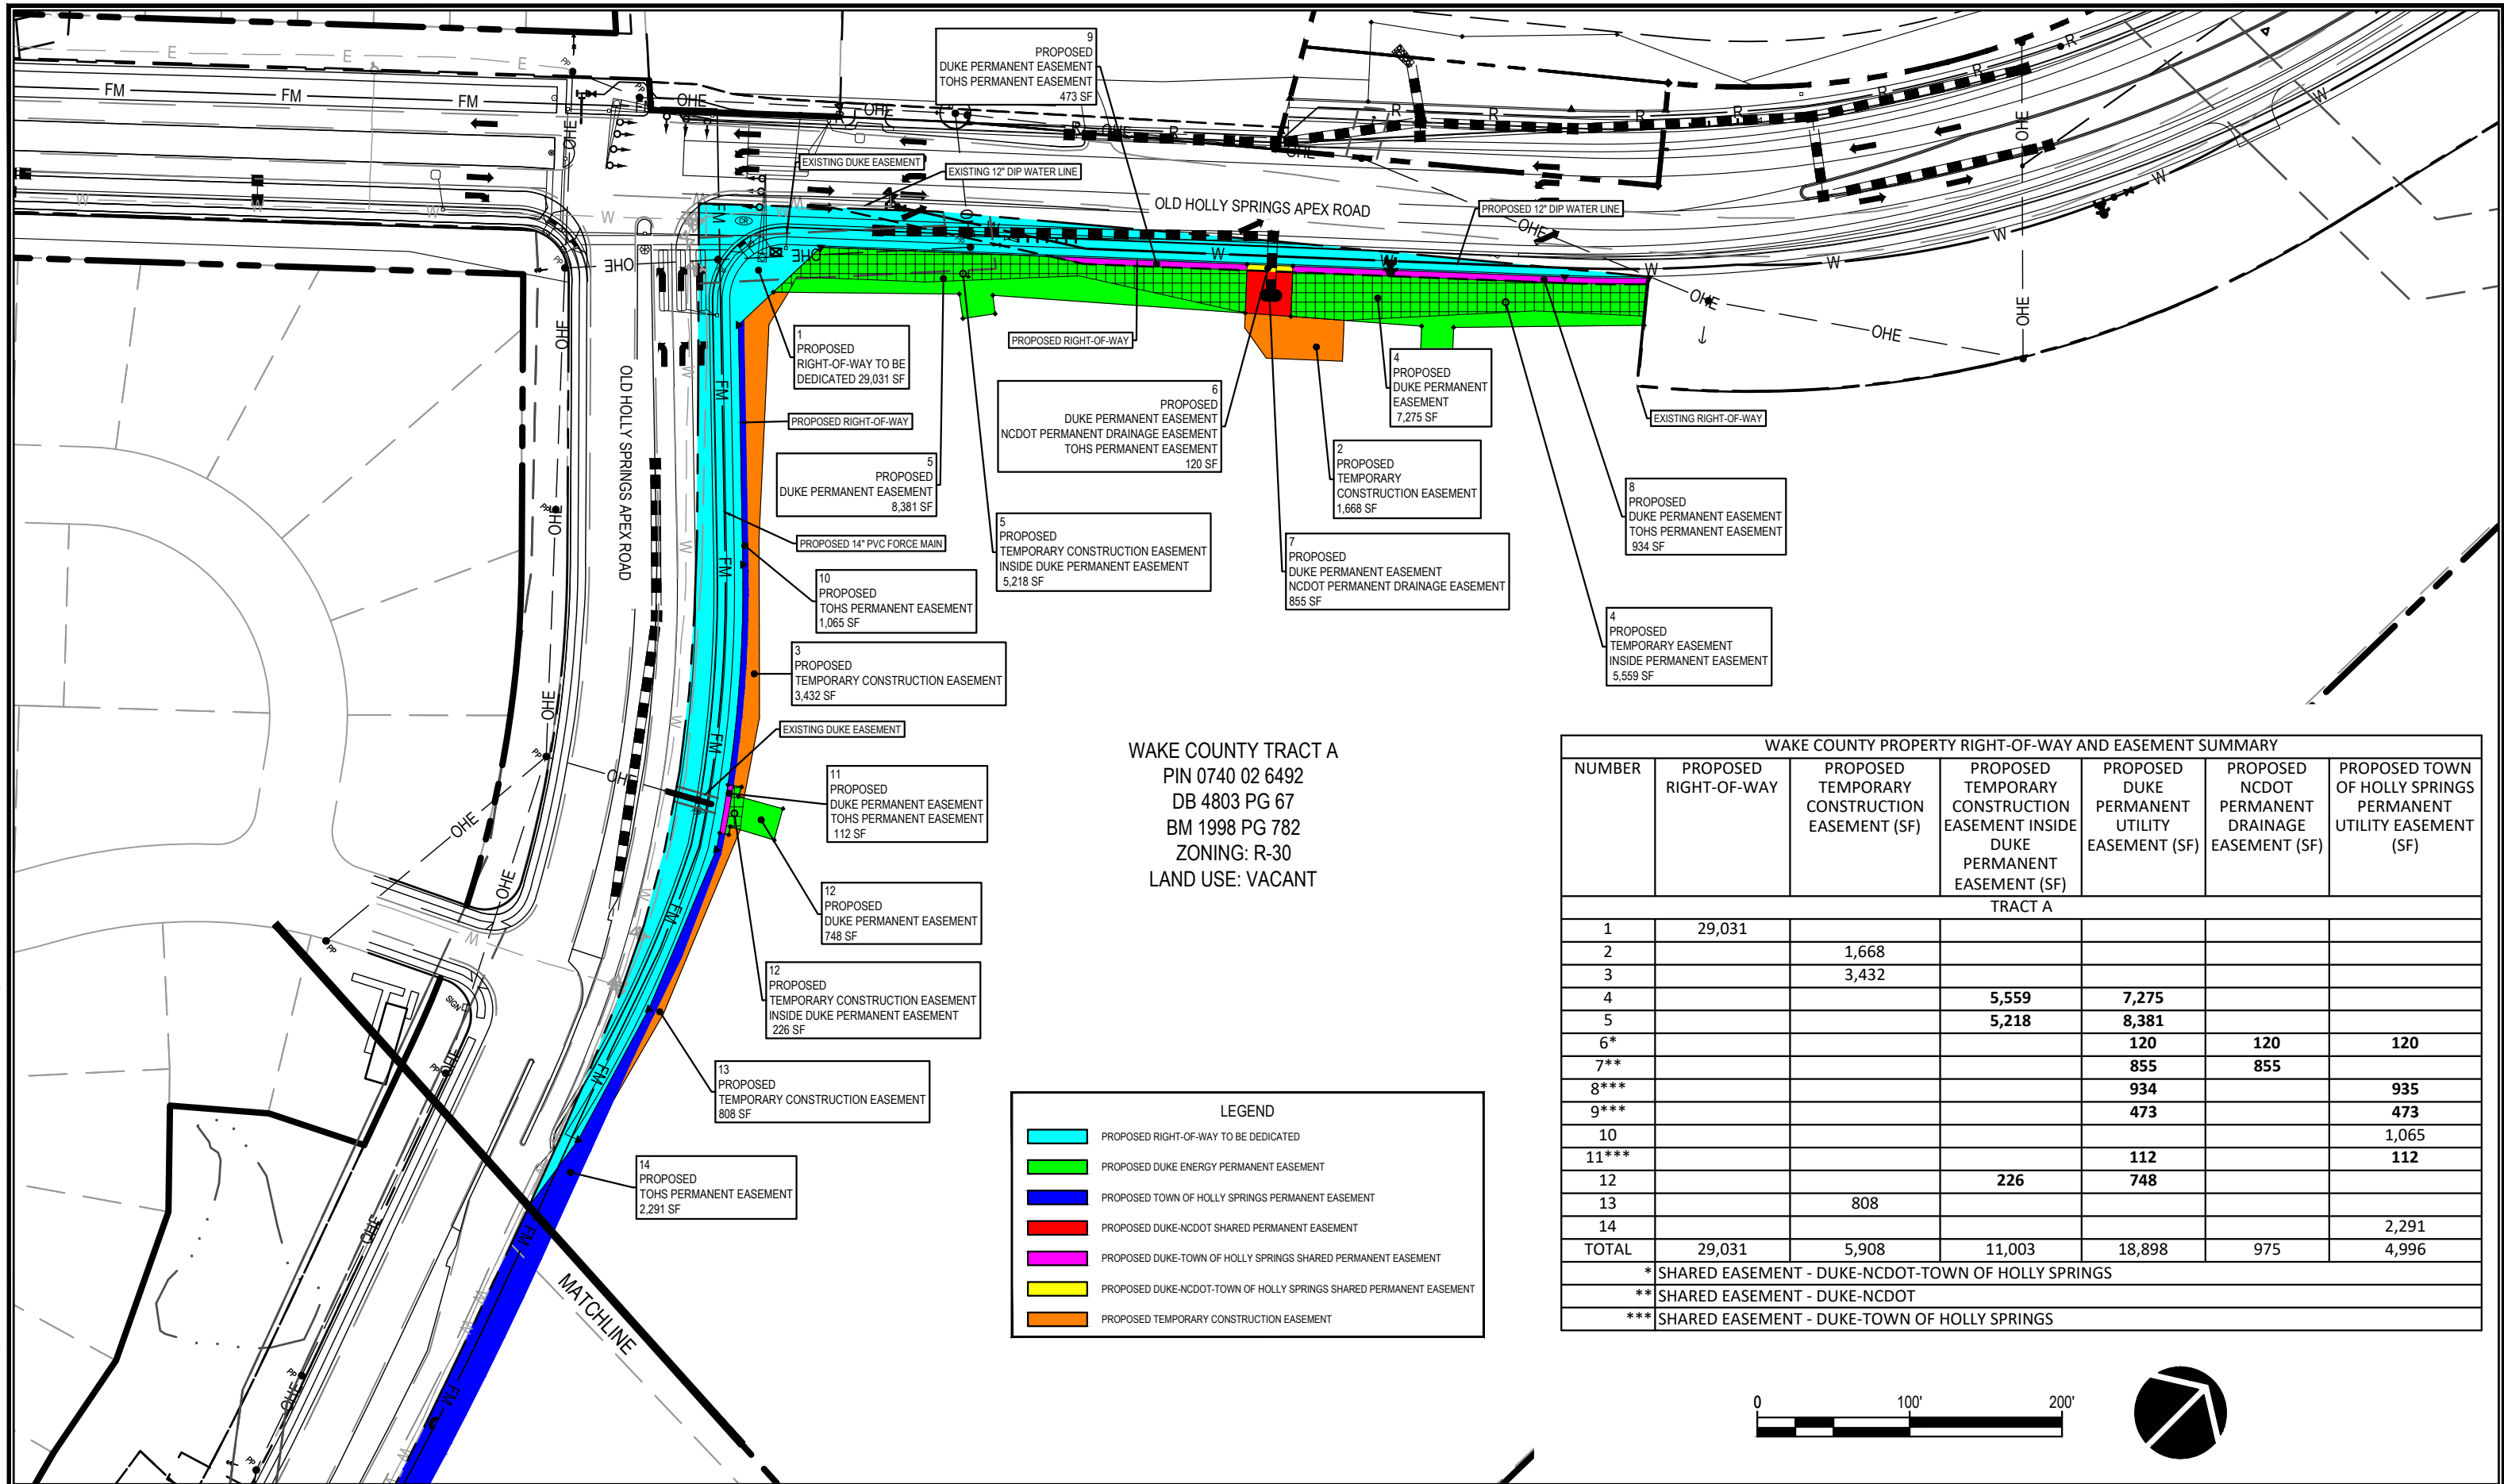 9
PROPOSED
DUKE PERMANENT EASEMENT
TOHS PERMANENT EASEMENT
473 SF
E
E
E
FM
FM
FM
OHE
OHE
OHE
EXISTING DUKE EASEMENT
EXISTING 12" DIP WATER LINE
OLD HOLLY SPRINGS APEX ROAD
PROPOSED 12" DIP WATER LINE
1
PROPOSED
RIGHT-OF-WAY TO BE
DEDICATED 29,031 SF
PROPOSED RIGHT-OF-WAY
PROPOSED RIGHT-OF-WAY
5
PROPOSED
DUKE PERMANENT EASEMENT
8,381 SF
6
PROPOSED
DUKE PERMANENT EASEMENT
NCDOT PERMANENT DRAINAGE EASEMENT
TOHS PERMANENT EASEMENT
120 SF
4
PROPOSED
DUKE PERMANENT
EASEMENT
7,275 SF
EXISTING RIGHT-OF-WAY
2
PROPOSED
TEMPORARY
CONSTRUCTION EASEMENT
1,668 SF
8
PROPOSED
DUKE PERMANENT EASEMENT
TOHS PERMANENT EASEMENT
934 SF
OLD HOLLY SPRINGS APEX ROAD
PROPOSED 14" PVC FORCE MAIN
5
PROPOSED
TEMPORARY CONSTRUCTION EASEMENT
INSIDE DUKE PERMANENT EASEMENT
5,218 SF
7
PROPOSED
DUKE PERMANENT EASEMENT
NCDOT PERMANENT DRAINAGE EASEMENT
855 SF
10
PROPOSED
TOHS PERMANENT EASEMENT
1,065 SF
4
PROPOSED
TEMPORARY EASEMENT
INSIDE PERMANENT EASEMENT
5,559 SF
3
PROPOSED
TEMPORARY CONSTRUCTION EASEMENT
3,432 SF
EXISTING DUKE EASEMENT
11
PROPOSED
DUKE PERMANENT EASEMENT
TOHS PERMANENT EASEMENT
112 SF
12
PROPOSED
DUKE PERMANENT EASEMENT
748 SF
12
PROPOSED
TEMPORARY CONSTRUCTION EASEMENT
INSIDE DUKE PERMANENT EASEMENT
226 SF
13
PROPOSED
TEMPORARY CONSTRUCTION EASEMENT
808 SF
14
PROPOSED
TOHS PERMANENT EASEMENT
2,291 SF
SIGN
MATCHLINE
WAKE COUNTY TRACT A
PIN 0740 02 6492
DB 4803 PG 67
BM 1998 PG 782
ZONING: R-30
LAND USE: VACANT
LEGEND
PROPOSED RIGHT-OF-WAY TO BE DEDICATED
PROPOSED DUKE ENERGY PERMANENT EASEMENT
PROPOSED TOWN OF HOLLY SPRINGS PERMANENT EASEMENT
PROPOSED DUKE-NCDOT SHARED PERMANENT EASEMENT
PROPOSED DUKE-TOWN OF HOLLY SPRINGS SHARED PERMANENT EASEMENT
PROPOSED DUKE-NCDOT-TOWN OF HOLLY SPRINGS SHARED PERMANENT EASEMENT
PROPOSED TEMPORARY CONSTRUCTION EASEMENT
WAKE COUNTY PROPERTY RIGHT-OF-WAY AND EASEMENT SUMMARY
NUMBER PROPOSED RIGHT-OF-WAY PROPOSED TEMPORARY CONSTRUCTION EASEMENT (SF) PROPOSED TEMPORARY CONSTRUCTION EASEMENT INSIDE DUKE PERMANENT EASEMENT (SF) PROPOSED DUKE PERMANENT UTILITY EASEMENT (SF) PROPOSED NCDOT PERMANENT DRAINAGE EASEMENT (SF) PROPOSED TOWN OF HOLLY SPRINGS PERMANENT UTILITY EASEMENT (SF)
TRACT A
1 29,031
2 1,668
3 3,432
4 5,559 7,275
5 5,218 8,381
6* 120 120 120
7** 855 855
8*** 934 935
9*** 473 473
10 1,065
11*** 112 112
12 226 748
13 808
14 2,291
TOTAL 29,031 5,908 11,003 18,898 975 4,996
* SHARED EASEMENT - DUKE-NCDOT-TOWN OF HOLLY SPRINGS
** SHARED EASEMENT - DUKE-NCDOT
*** SHARED EASEMENT - DUKE-TOWN OF HOLLY SPRINGS
0 100' 200'